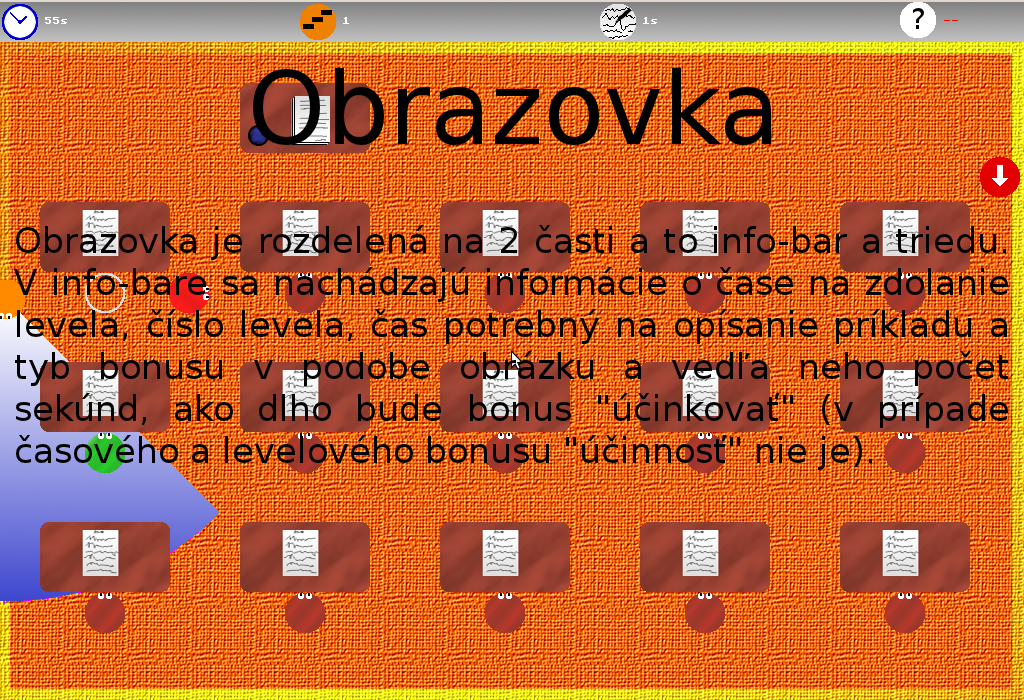 55s 1 1s ? --
Obrazovka
Obrazovka je rozdelená na 2 časti a to info-bar a triedu.
V info-bare sa nachádzajú informácie o čase na zdolanie
levela, číslo levela, čas potrebný na opísanie príkladu a
tyb bonusu v podobe obrázku a vedľa neho počet
sekúnd, ako dlho bude bonus "účinkovať" (v prípade
časového a levelového bonusu "účinnosť" nie je).